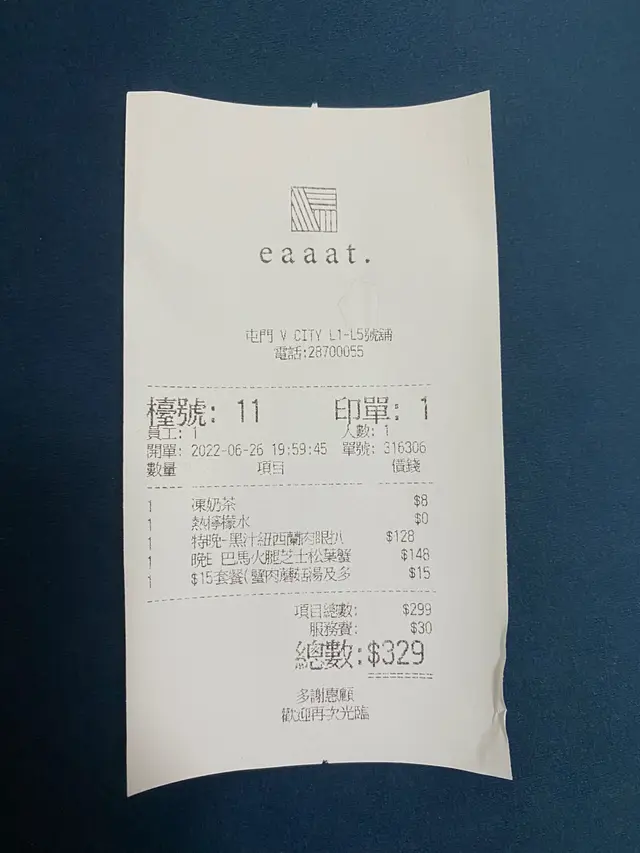 eaaat.
屯門 V CITY L1-L5號舖
電話:28700055
檯號: 11 印單: 1
員工: 1 人數: 1
開單: 2022-06-26 19:59:45 單號: 316306
數量 項目 價錢
1 凍奶茶 $8
1 熱檸檬水 $0
1 特晚-黑汁紐西蘭肉眼扒 $128
1 晚E 巴馬火腿芝士松葉蟹 $148
1 $15套餐(蟹肉蘑菇湯及多 $15
項目總數: $299
服務費: $30
總數:$329
多謝惠顧
歡迎再次光臨